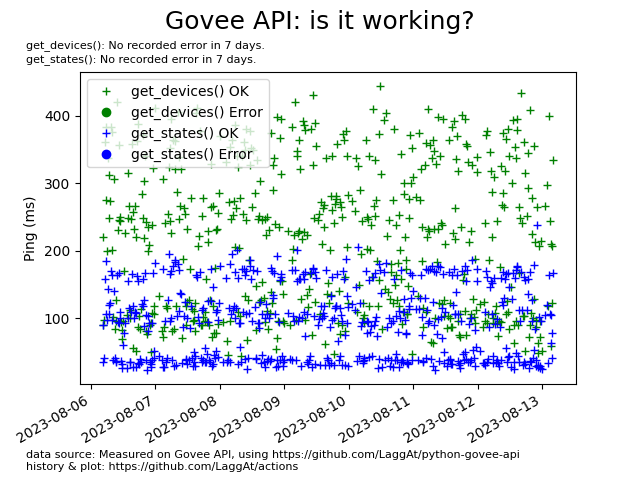 Govee API: is it working?
get_devices(): No recorded error in 7 days.
get_states(): No recorded error in 7 days.
get_devices() OK
get_devices() Error
get_states() OK
get_states() Error
Ping (ms)
400
300
200
100
2023-08-06
2023-08-07
2023-08-08
2023-08-09
2023-08-10
2023-08-11
2023-08-12
2023-08-13
data source: Measured on Govee API, using https://github.com/LaggAt/python-govee-api
history & plot: https://github.com/LaggAt/actions